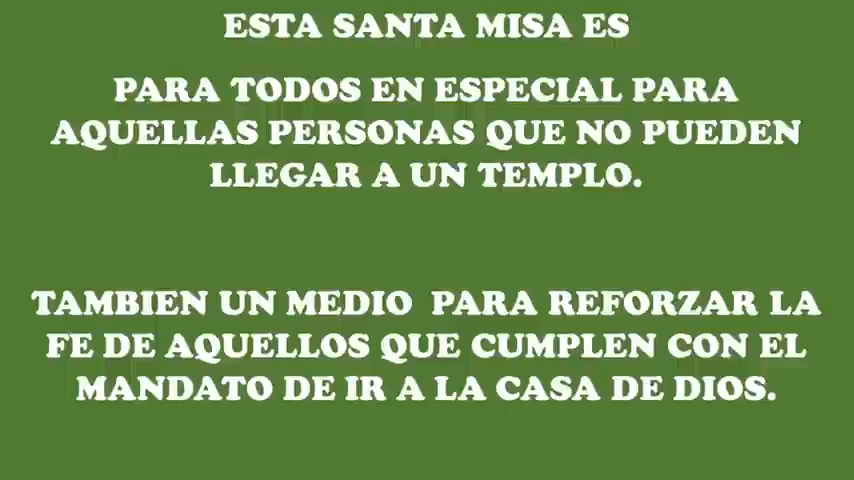 ESTA SANTA MISA ES
PARA TODOS EN ESPECIAL PARA
AQUELLAS PERSONAS QUE NO PUEDEN
LLEGAR A UN TEMPLO.
TAMBIEN UN MEDIO PARA REFORZAR LA
FE DE AQUELLOS QUE CUMPLEN CON EL
MANDATO DE IR A LA CASA DE DIOS.